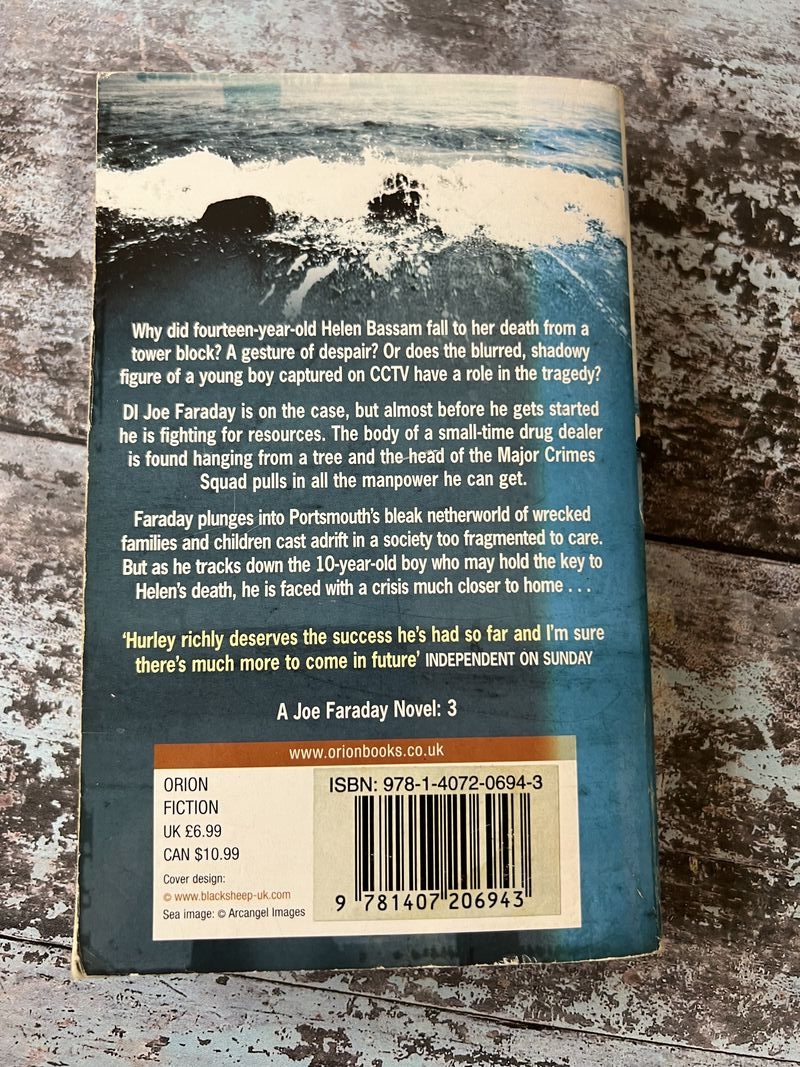 Why did fourteen-year-old Helen Bassam fall to her death from a
tower block? A gesture of despair? Or does the blurred, shadowy
figure of a young boy captured on CCTV have a role in the tragedy?
DI Joe Faraday is on the case, but almost before he gets started
he is fighting for resources. The body of a small-time drug dealer
is found hanging from a tree and the head of the Major Crimes
Squad pulls in all the manpower he can get.
Faraday plunges into Portsmouth's bleak netherworld of wrecked
families and children cast adrift in a society too fragmented to care.
But as he tracks down the 10-year-old boy who may hold the key to
Helen's death, he is faced with a crisis much closer to home . . .
'Hurley richly deserves the success he's had so far and I'm sure
there's much more to come in future' INDEPENDENT ON SUNDAY
A Joe Faraday Novel: 3
www.orionbooks.co.uk
ORION
FICTION
UK £6.99
CAN $10.99
Cover design:
© www.blacksheep-uk.com
Sea image: © Arcangel Images
ISBN: 978-1-4072-0694-3
9 781407 206943